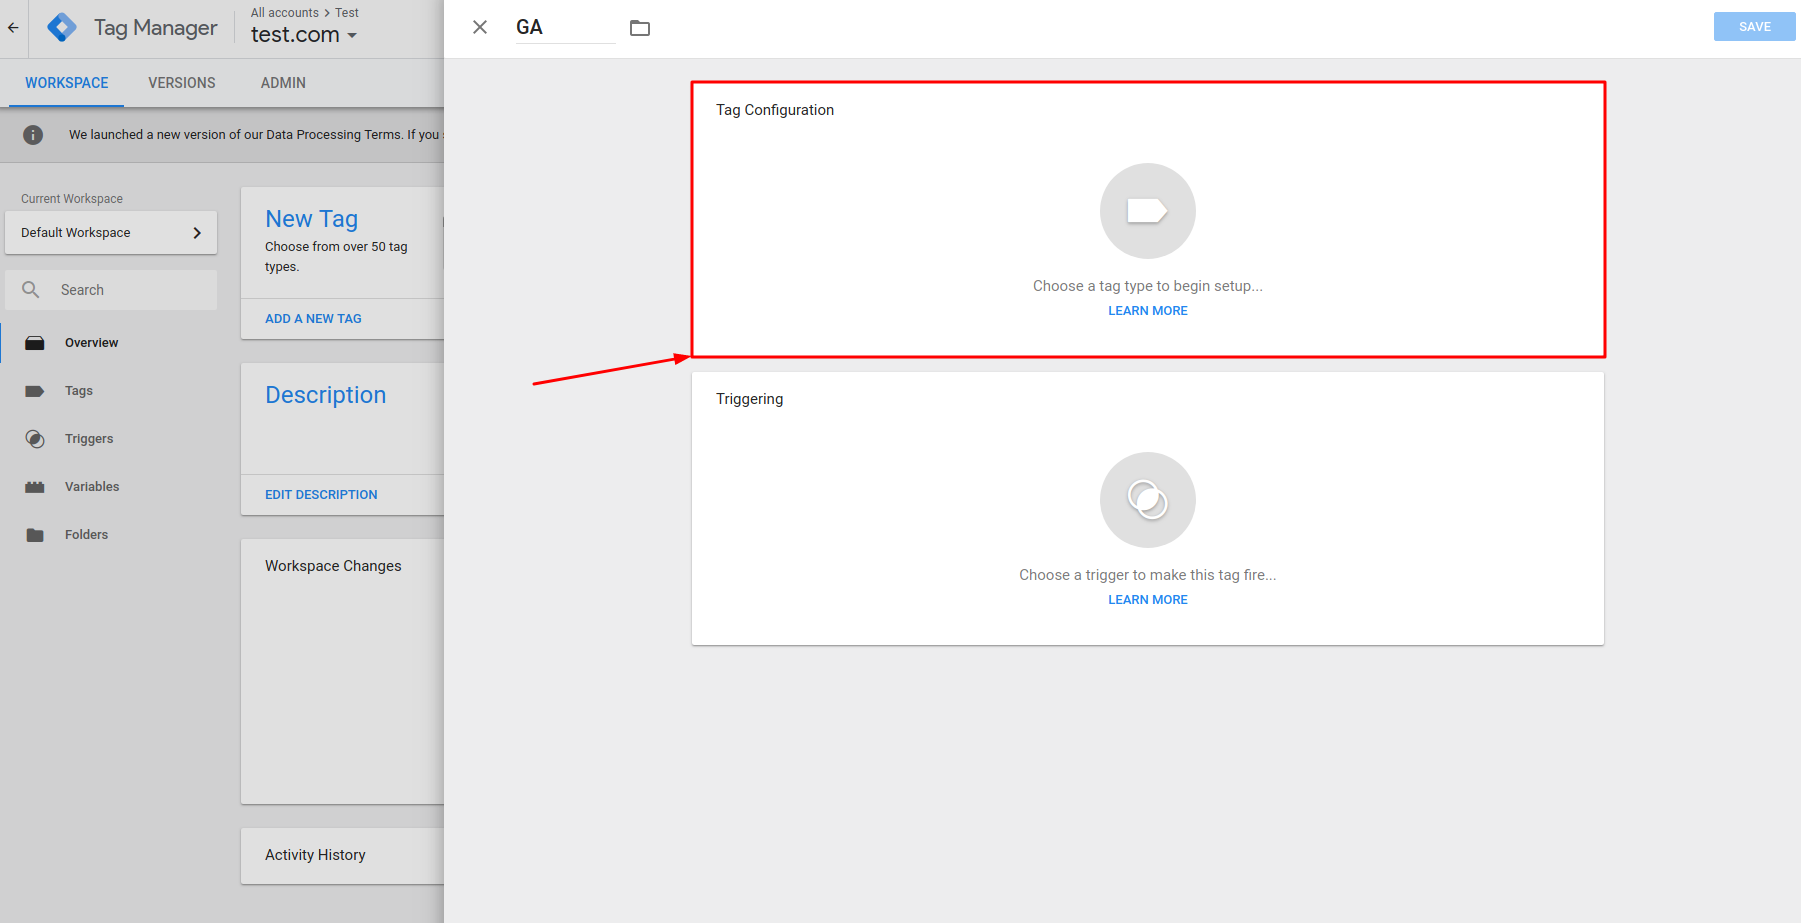 Tag Manager
All accounts > Test
test.com
GA
SAVE
WORKSPACE
VERSIONS
ADMIN
We launched a new version of our Data Processing Terms. If you
Current Workspace
Default Workspace
Search
Overview
Tags
Triggers
Variables
Folders
New Tag
Choose from over 50 tag
types.
ADD A NEW TAG
Description
EDIT DESCRIPTION
Workspace Changes
Activity History
Tag Configuration
Choose a tag type to begin setup...
LEARN MORE
Triggering
Choose a trigger to make this tag fire...
LEARN MORE